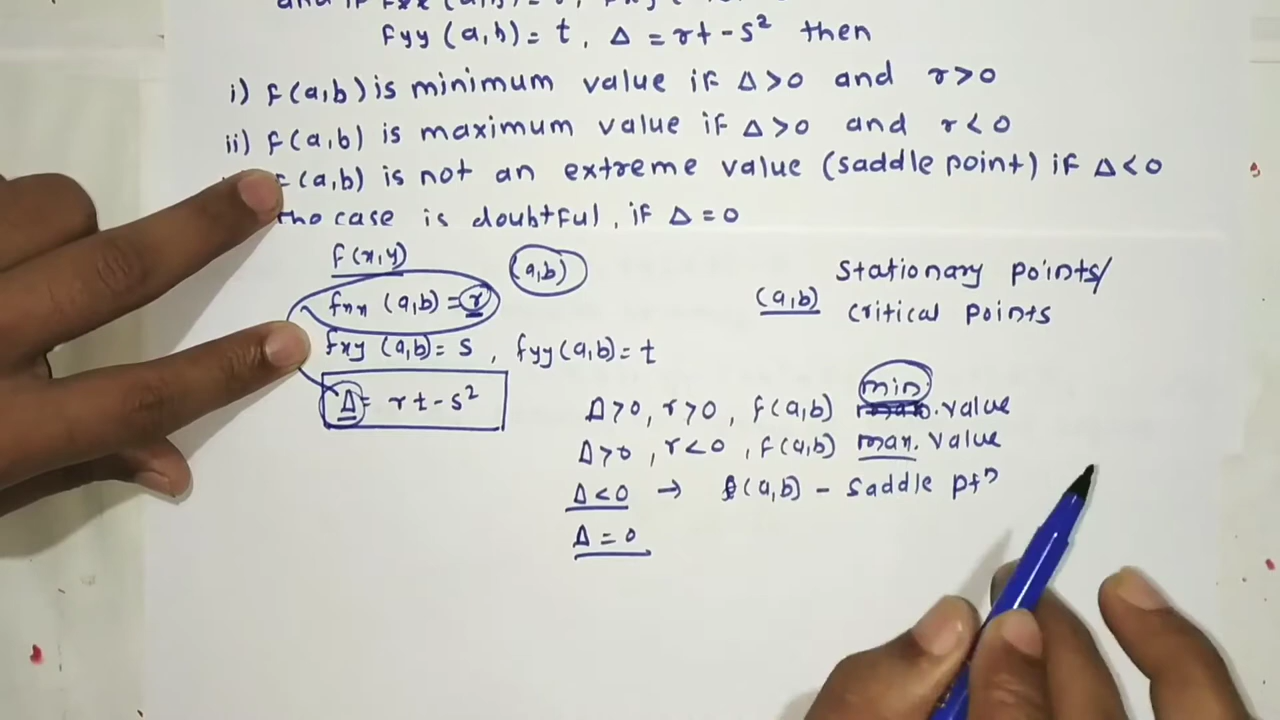 fyy (a,b) = t, Δ = rt - s² then
i) f(a,b) is minimum value if Δ > 0 and r > 0
ii) f(a,b) is maximum value if Δ > 0 and r < 0
f(a,b) is not an extreme value (saddle point) if Δ < 0
the case is doubtful, if Δ = 0
f(x,y) (a,b)
fxx (a,b) = r
fxy (a,b) = s, fyy (a,b) = t
Δ = rt - s²
Stationary points/
(a,b) critical points
min.
Δ > 0, r > 0, f(a,b) value
Δ > 0, r < 0, f(a,b) max. value
Δ < 0 → f(a,b) - saddle pt
Δ = 0